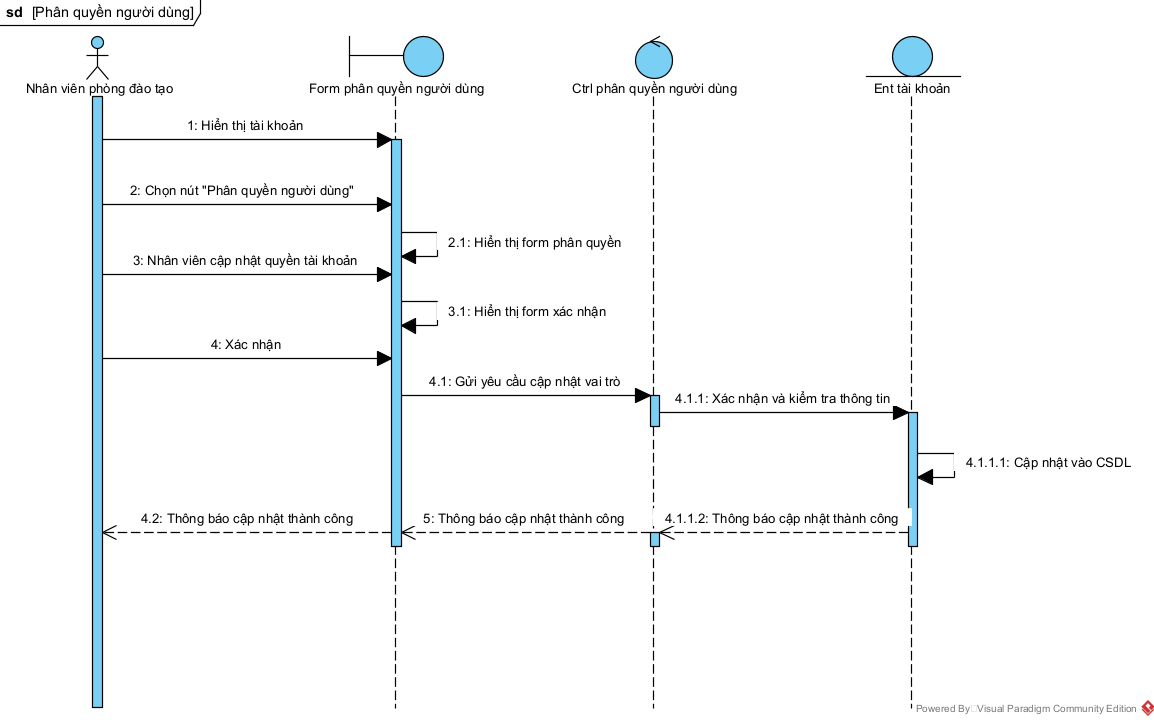 sd [Phân quyền người dùng]
Nhân viên phòng đào tạo
Form phân quyền người dùng
Ctrl phân quyền người dùng
Ent tài khoản
1: Hiển thị tài khoản
2: Chọn nút "Phân quyền người dùng"
2.1: Hiển thị form phân quyền
3: Nhân viên cập nhật quyền tài khoản
3.1: Hiển thị form xác nhận
4: Xác nhận
4.1: Gửi yêu cầu cập nhật vai trò
4.1.1: Xác nhận và kiểm tra thông tin
4.1.1.1: Cập nhật vào CSDL
4.2: Thông báo cập nhật thành công
5: Thông báo cập nhật thành công
4.1.1.2: Thông báo cập nhật thành công
Powered By Visual Paradigm Community Edition